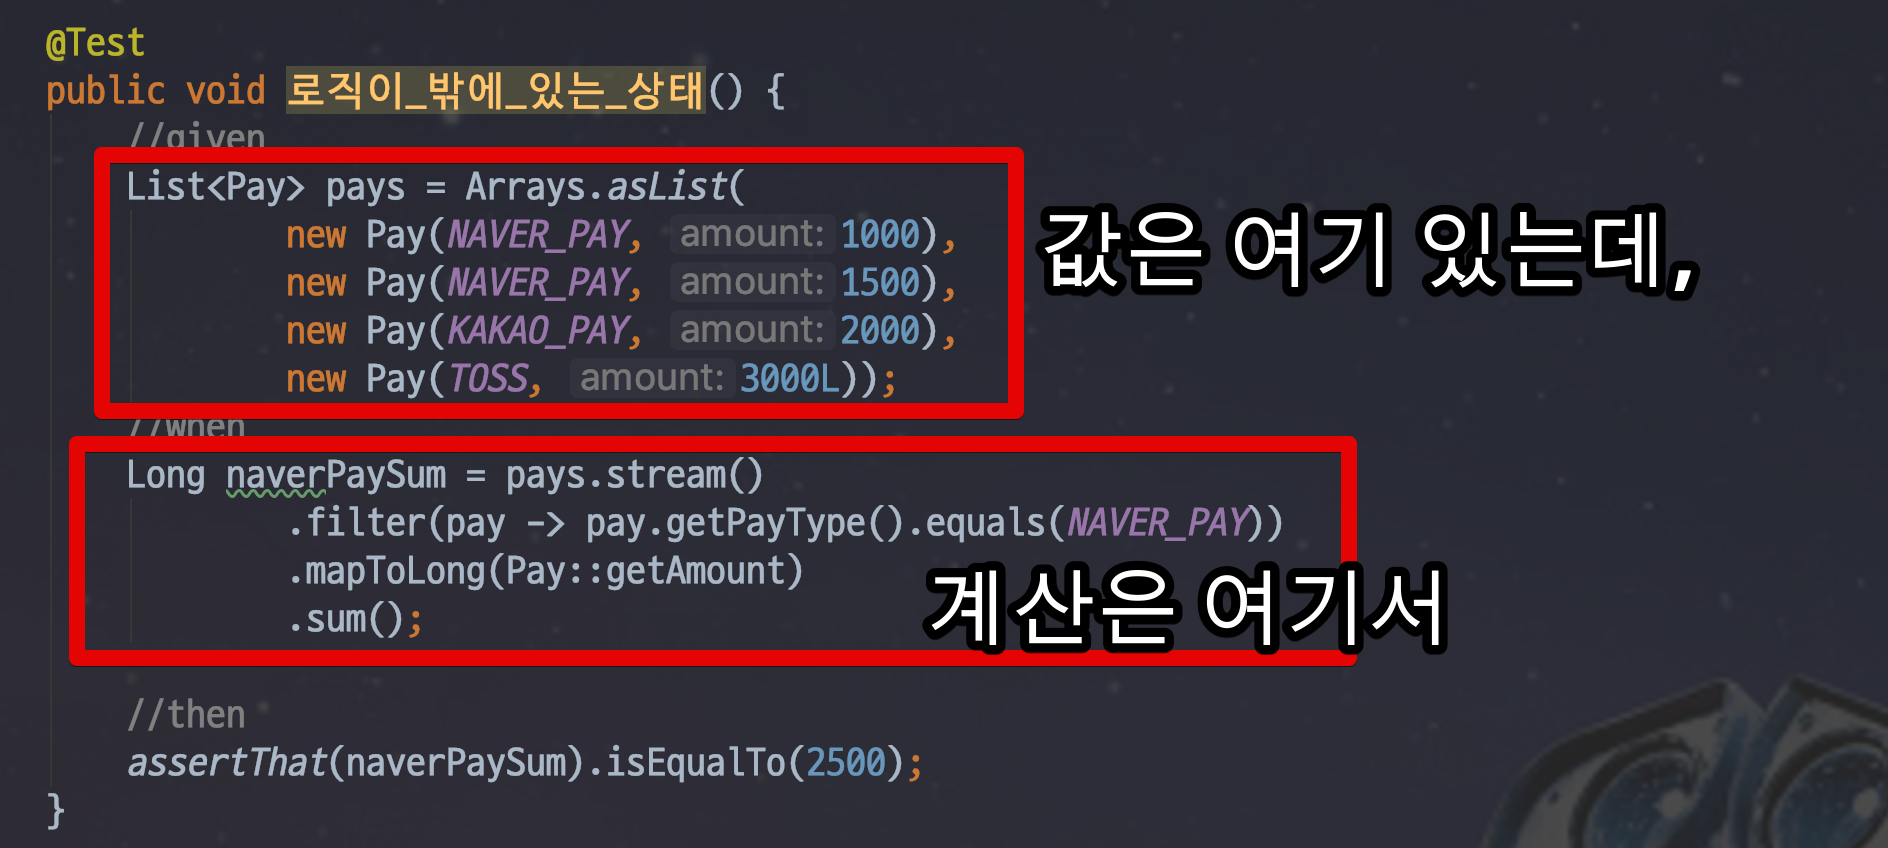 @Test
public void 로직이_밖에_있는_상태() {
//given
List<Pay> pays = Arrays.asList(
new Pay(NAVER_PAY, amount: 1000),
값은 여기 있는데,
new Pay(NAVER_PAY, amount: 1500),
new Pay(KAKAO_PAY, amount: 2000),
new Pay(TOSS, amount: 3000L));
//when
Long naverPaySum = pays.stream()
.filter(pay -> pay.getPayType().equals(NAVER_PAY))
.mapToLong(Pay::getAmount)
.sum();
계산은 여기서
//then
assertThat(naverPaySum).isEqualTo(2500);
}